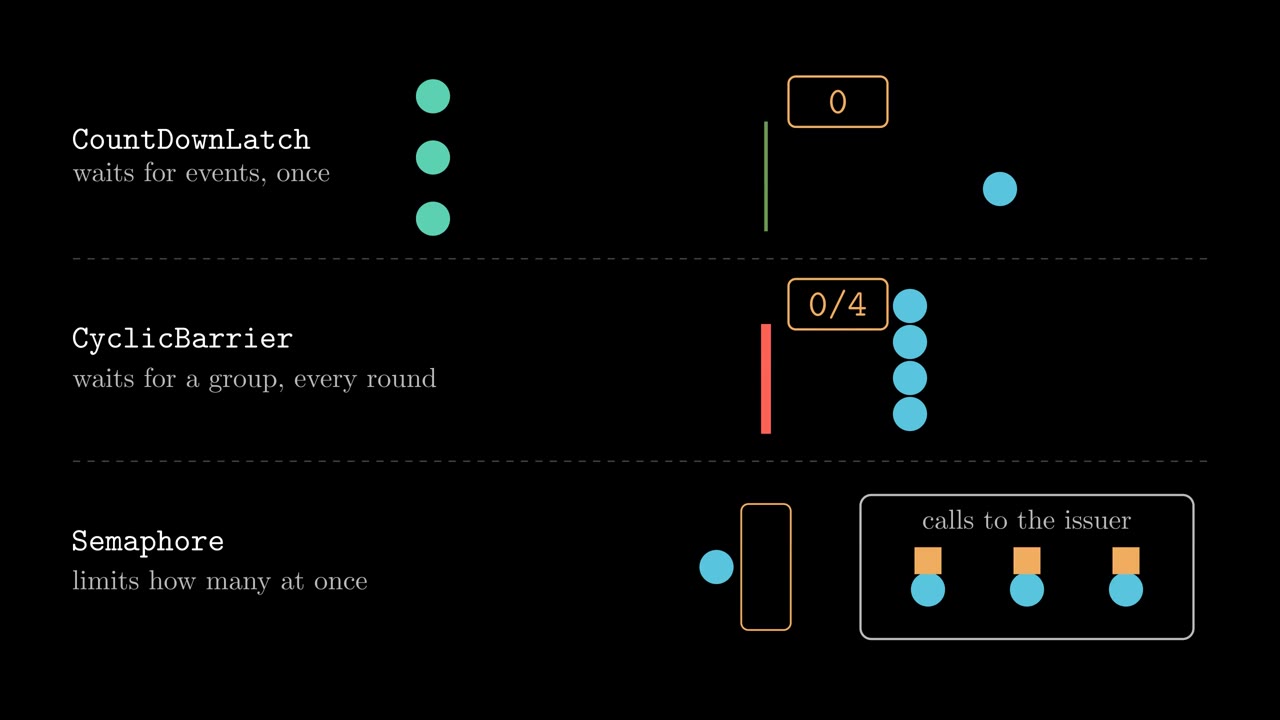 CountDownLatch
waits for events, once
0
CyclicBarrier
waits for a group, every round
0/4
Semaphore
limits how many at once
calls to the issuer